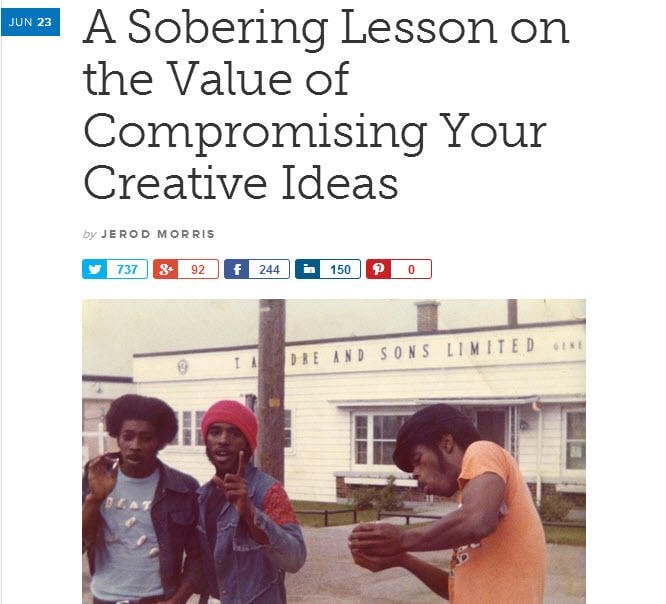 JUN 23
A Sobering Lesson on
the Value of
Compromising Your
Creative Ideas
by JEROD MORRIS
737 92 244 150 0
AND SONS LIMITED